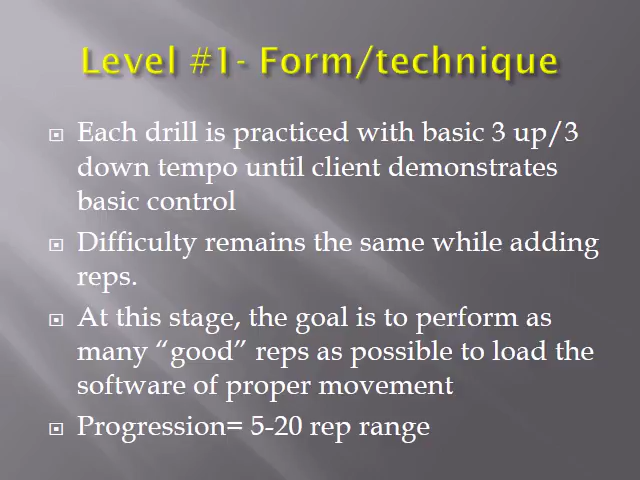 Level #1- Form/technique
Each drill is practiced with basic 3 up/3
down tempo until client demonstrates
basic control
Difficulty remains the same while adding
reps.
At this stage, the goal is to perform as
many “good” reps as possible to load the
software of proper movement
Progression= 5-20 rep range